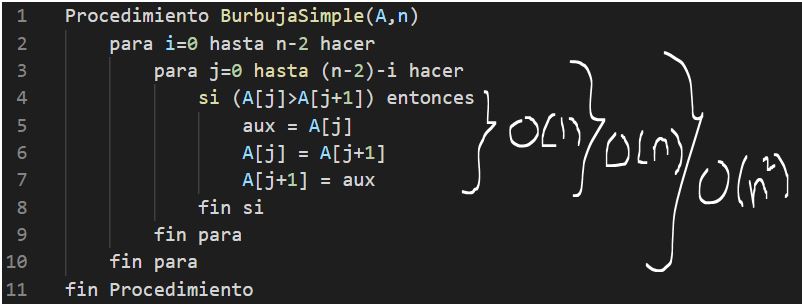 1 Procedimiento BurbujaSimple(A,n)
2 para i=0 hasta n-2 hacer
3 para j=0 hasta (n-2)-i hacer
4 si (A[j]>A[j+1]) entonces
5 aux = A[j]
6 A[j] = A[j+1]
7 A[j+1] = aux
8 fin si
9 fin para
10 fin para
11 fin Procedimiento
O(1)
O(n)
O(n²)